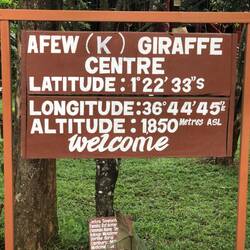 AFEW (K) GIRAFFE
CENTRE
LATITUDE: 1°22'33"S
LONGITUDE: 36°44'45"E
ALTITUDE: 1850 Metres ASL
welcome